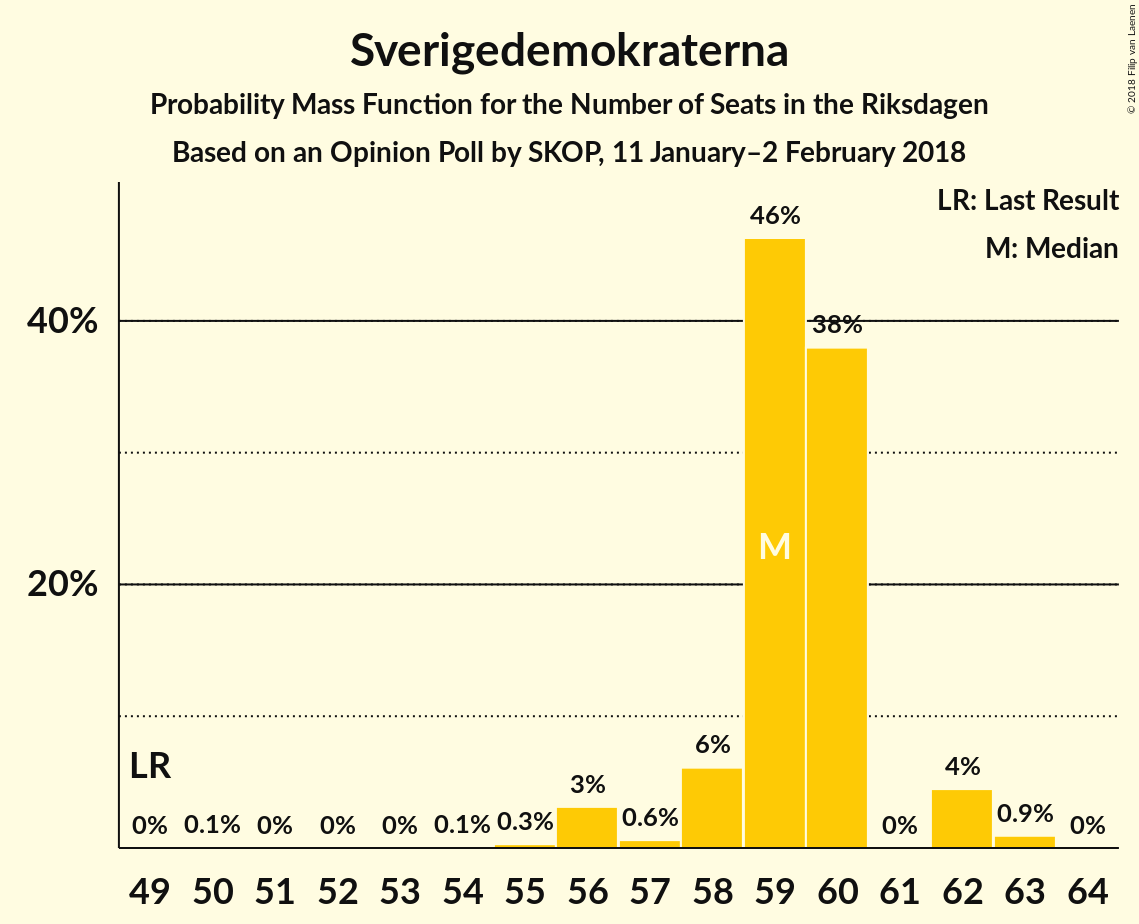 Sverigedemokraterna
Probability Mass Function for the Number of Seats in the Riksdagen
Based on an Opinion Poll by SKOP, 11 January–2 February 2018
© 2018 Filip van Laenen
LR: Last Result
M: Median
40%
20%
LR
M
0% 0.1% 0% 0% 0% 0.1% 0.3% 3% 0.6% 6% 46% 38% 0% 4% 0.9% 0%
49 50 51 52 53 54 55 56 57 58 59 60 61 62 63 64